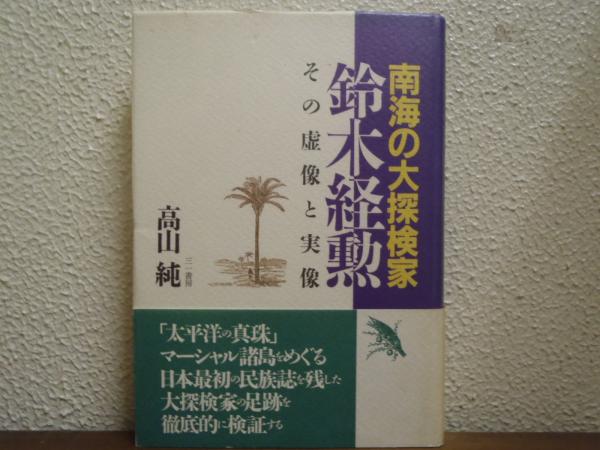 南海の大探検家
鈴木経勲
その虚像と実像
高山純
三一書房
「太平洋の真珠」
マーシャル諸島をめぐる
日本最初の民族誌を残した
大探検家の足跡を
徹底的に検証する